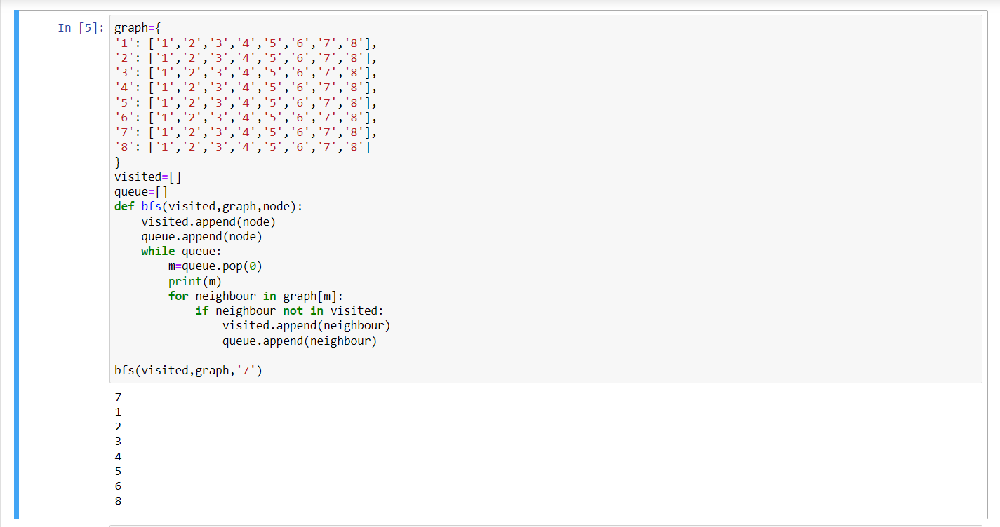 In [5]: graph={
'1': ['1','2','3','4','5','6','7','8'],
'2': ['1','2','3','4','5','6','7','8'],
'3': ['1','2','3','4','5','6','7','8'],
'4': ['1','2','3','4','5','6','7','8'],
'5': ['1','2','3','4','5','6','7','8'],
'6': ['1','2','3','4','5','6','7','8'],
'7': ['1','2','3','4','5','6','7','8'],
'8': ['1','2','3','4','5','6','7','8']
}
visited=[]
queue=[]
def bfs(visited,graph,node):
    visited.append(node)
    queue.append(node)
    while queue:
        m=queue.pop(0)
        print(m)
        for neighbour in graph[m]:
            if neighbour not in visited:
                visited.append(neighbour)
                queue.append(neighbour)

bfs(visited,graph,'7')
7
1
2
3
4
5
6
8